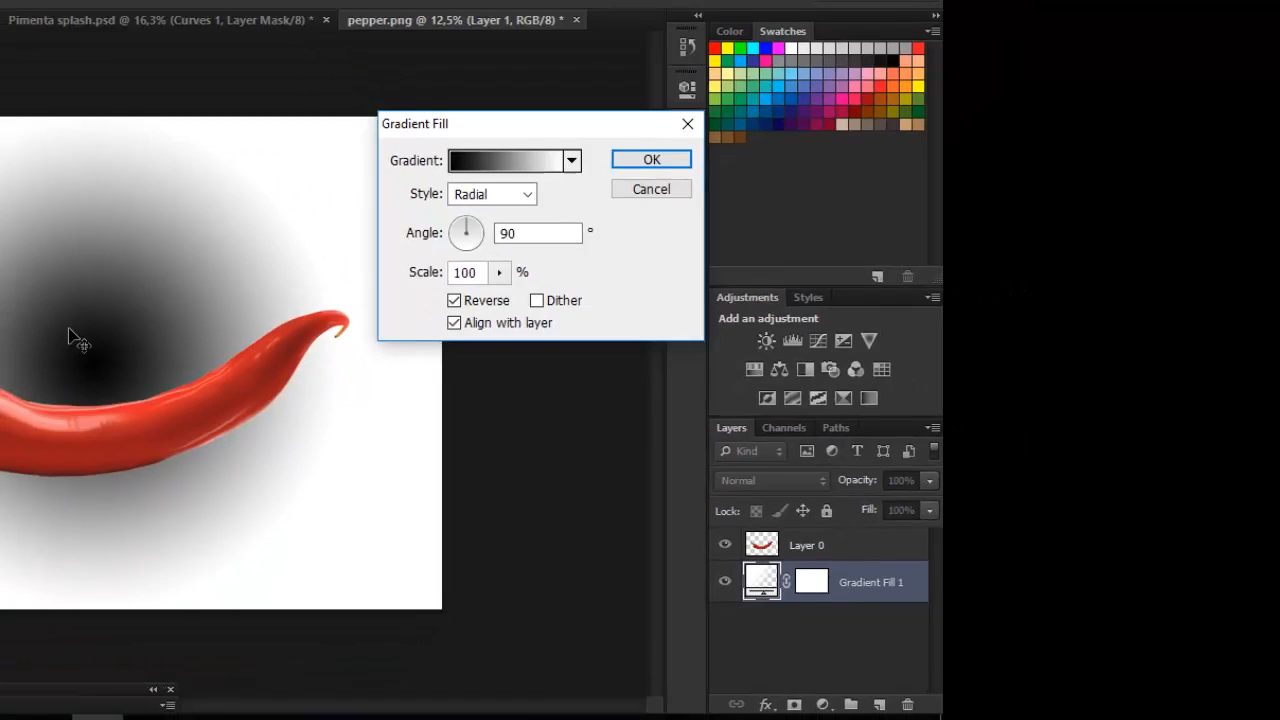 Pimenta splash.psd @ 16,3% (Curves 1, Layer Mask/8) * × pepper.png @ 12,5% (Layer 1, RGB/8) * ×
Color Swatches
Gradient Fill
Gradient:
OK
Style: Radial
Cancel
Angle: 90 °
Scale: 100 %
Reverse Dither
Align with layer
Adjustments Styles
Add an adjustment
Layers Channels Paths
Kind
Normal Opacity: 100%
Lock: Fill: 100%
Layer 0
Gradient Fill 1
fx